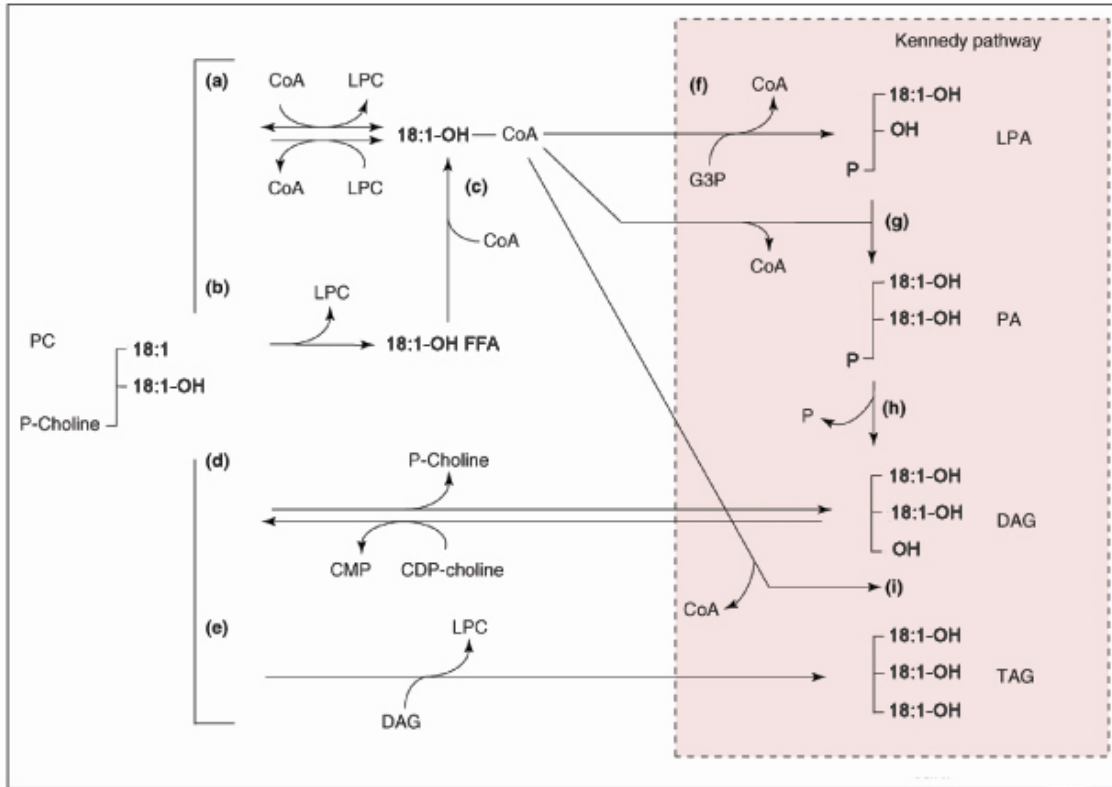 Kennedy pathway
(a)
CoA
LPC
18:1-OH
CoA
CoA
LPC
(c)
CoA
(f)
CoA
G3P
18:1-OH
OH
P
LPA
(g)
CoA
(b)
LPC
18:1-OH FFA
18:1-OH
18:1-OH
P
PA
PC
18:1
18:1-OH
P-Choline
P
(h)
(d)
P-Choline
CMP
CDP-choline
18:1-OH
18:1-OH
OH
DAG
CoA
(i)
(e)
LPC
DAG
18:1-OH
18:1-OH
18:1-OH
TAG